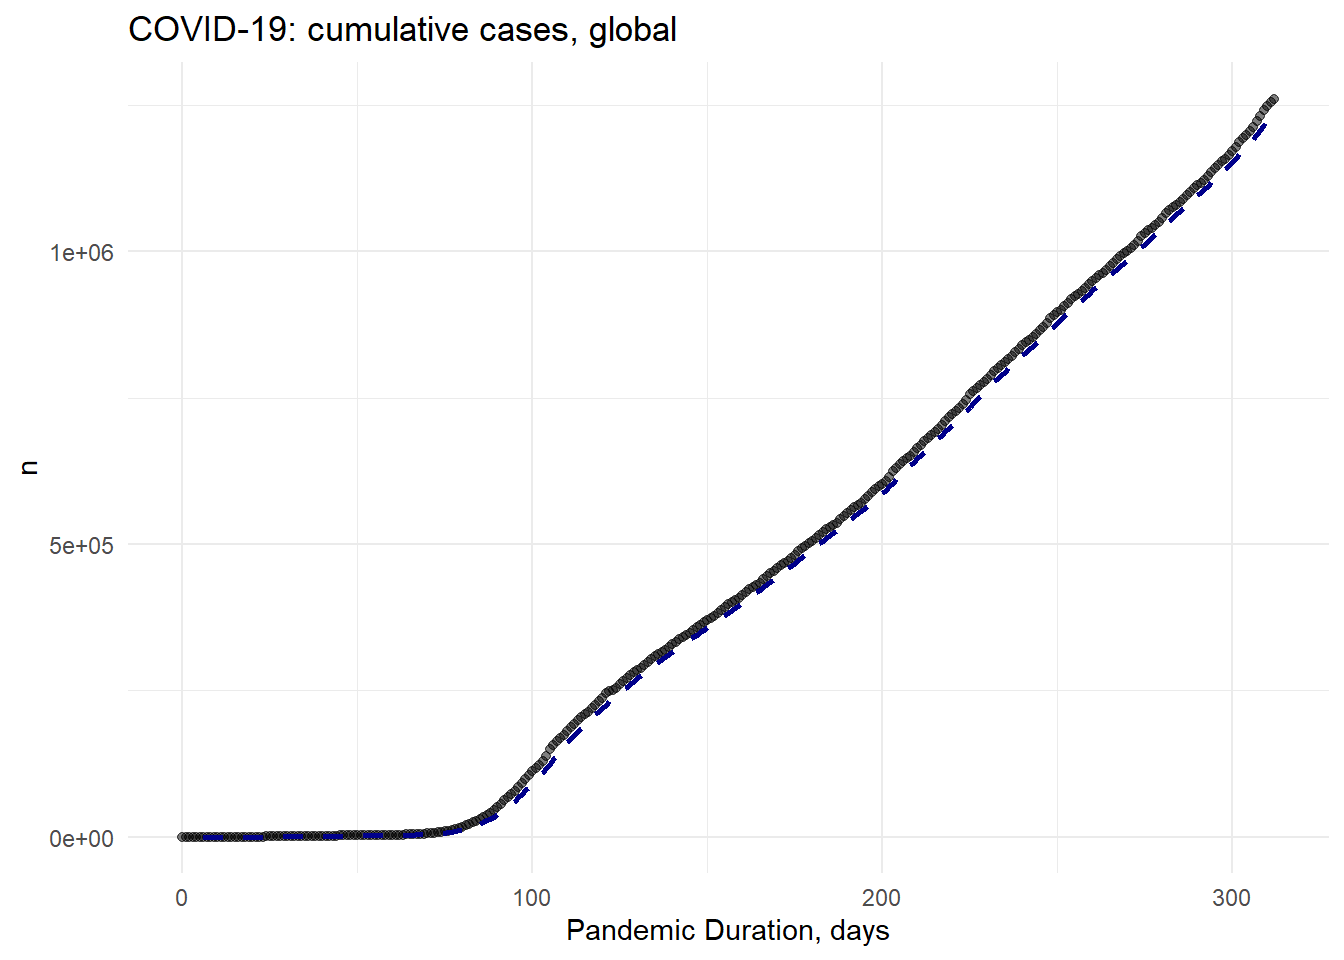 COVID-19: cumulative cases, global
n
1e+06
5e+05
0e+00
0
100
200
300
Pandemic Duration, days